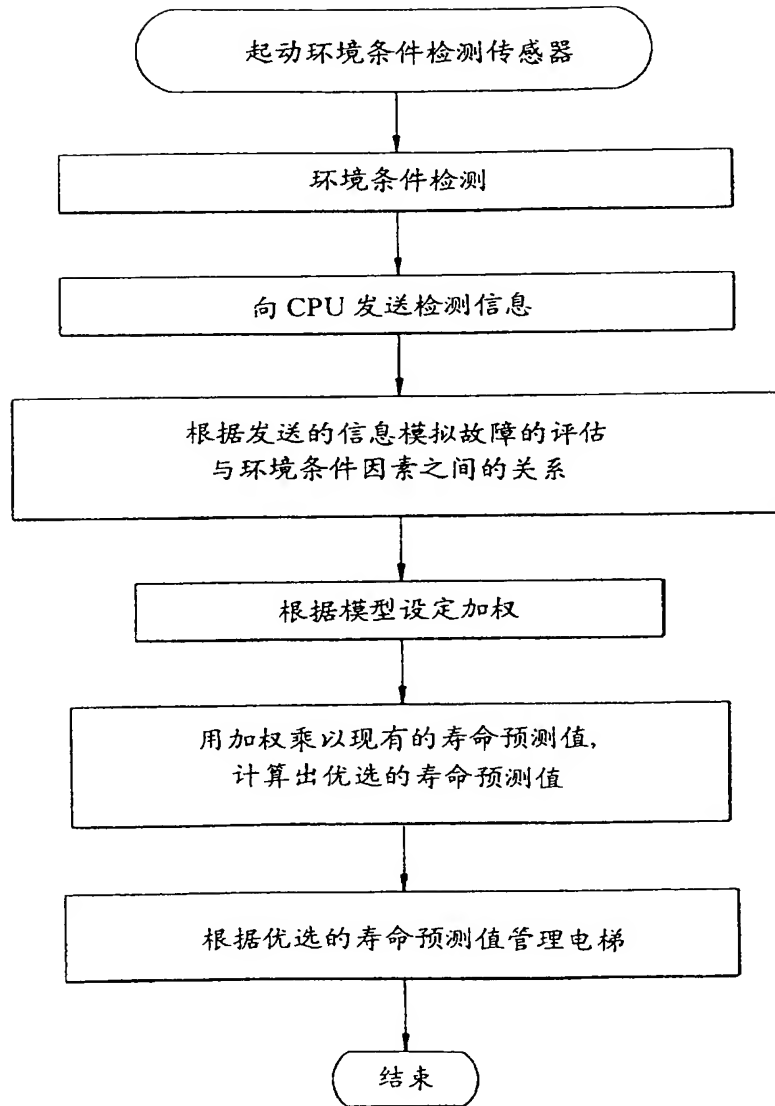 起动环境条件检测传感器
环境条件检测
向 CPU 发送检测信息
根据发送的信息模拟故障的评估
与环境条件因素之间的关系
根据模型设定加权
用加权乘以现有的寿命预测值,
计算出优选的寿命预测值
根据优选的寿命预测值管理电梯
结束